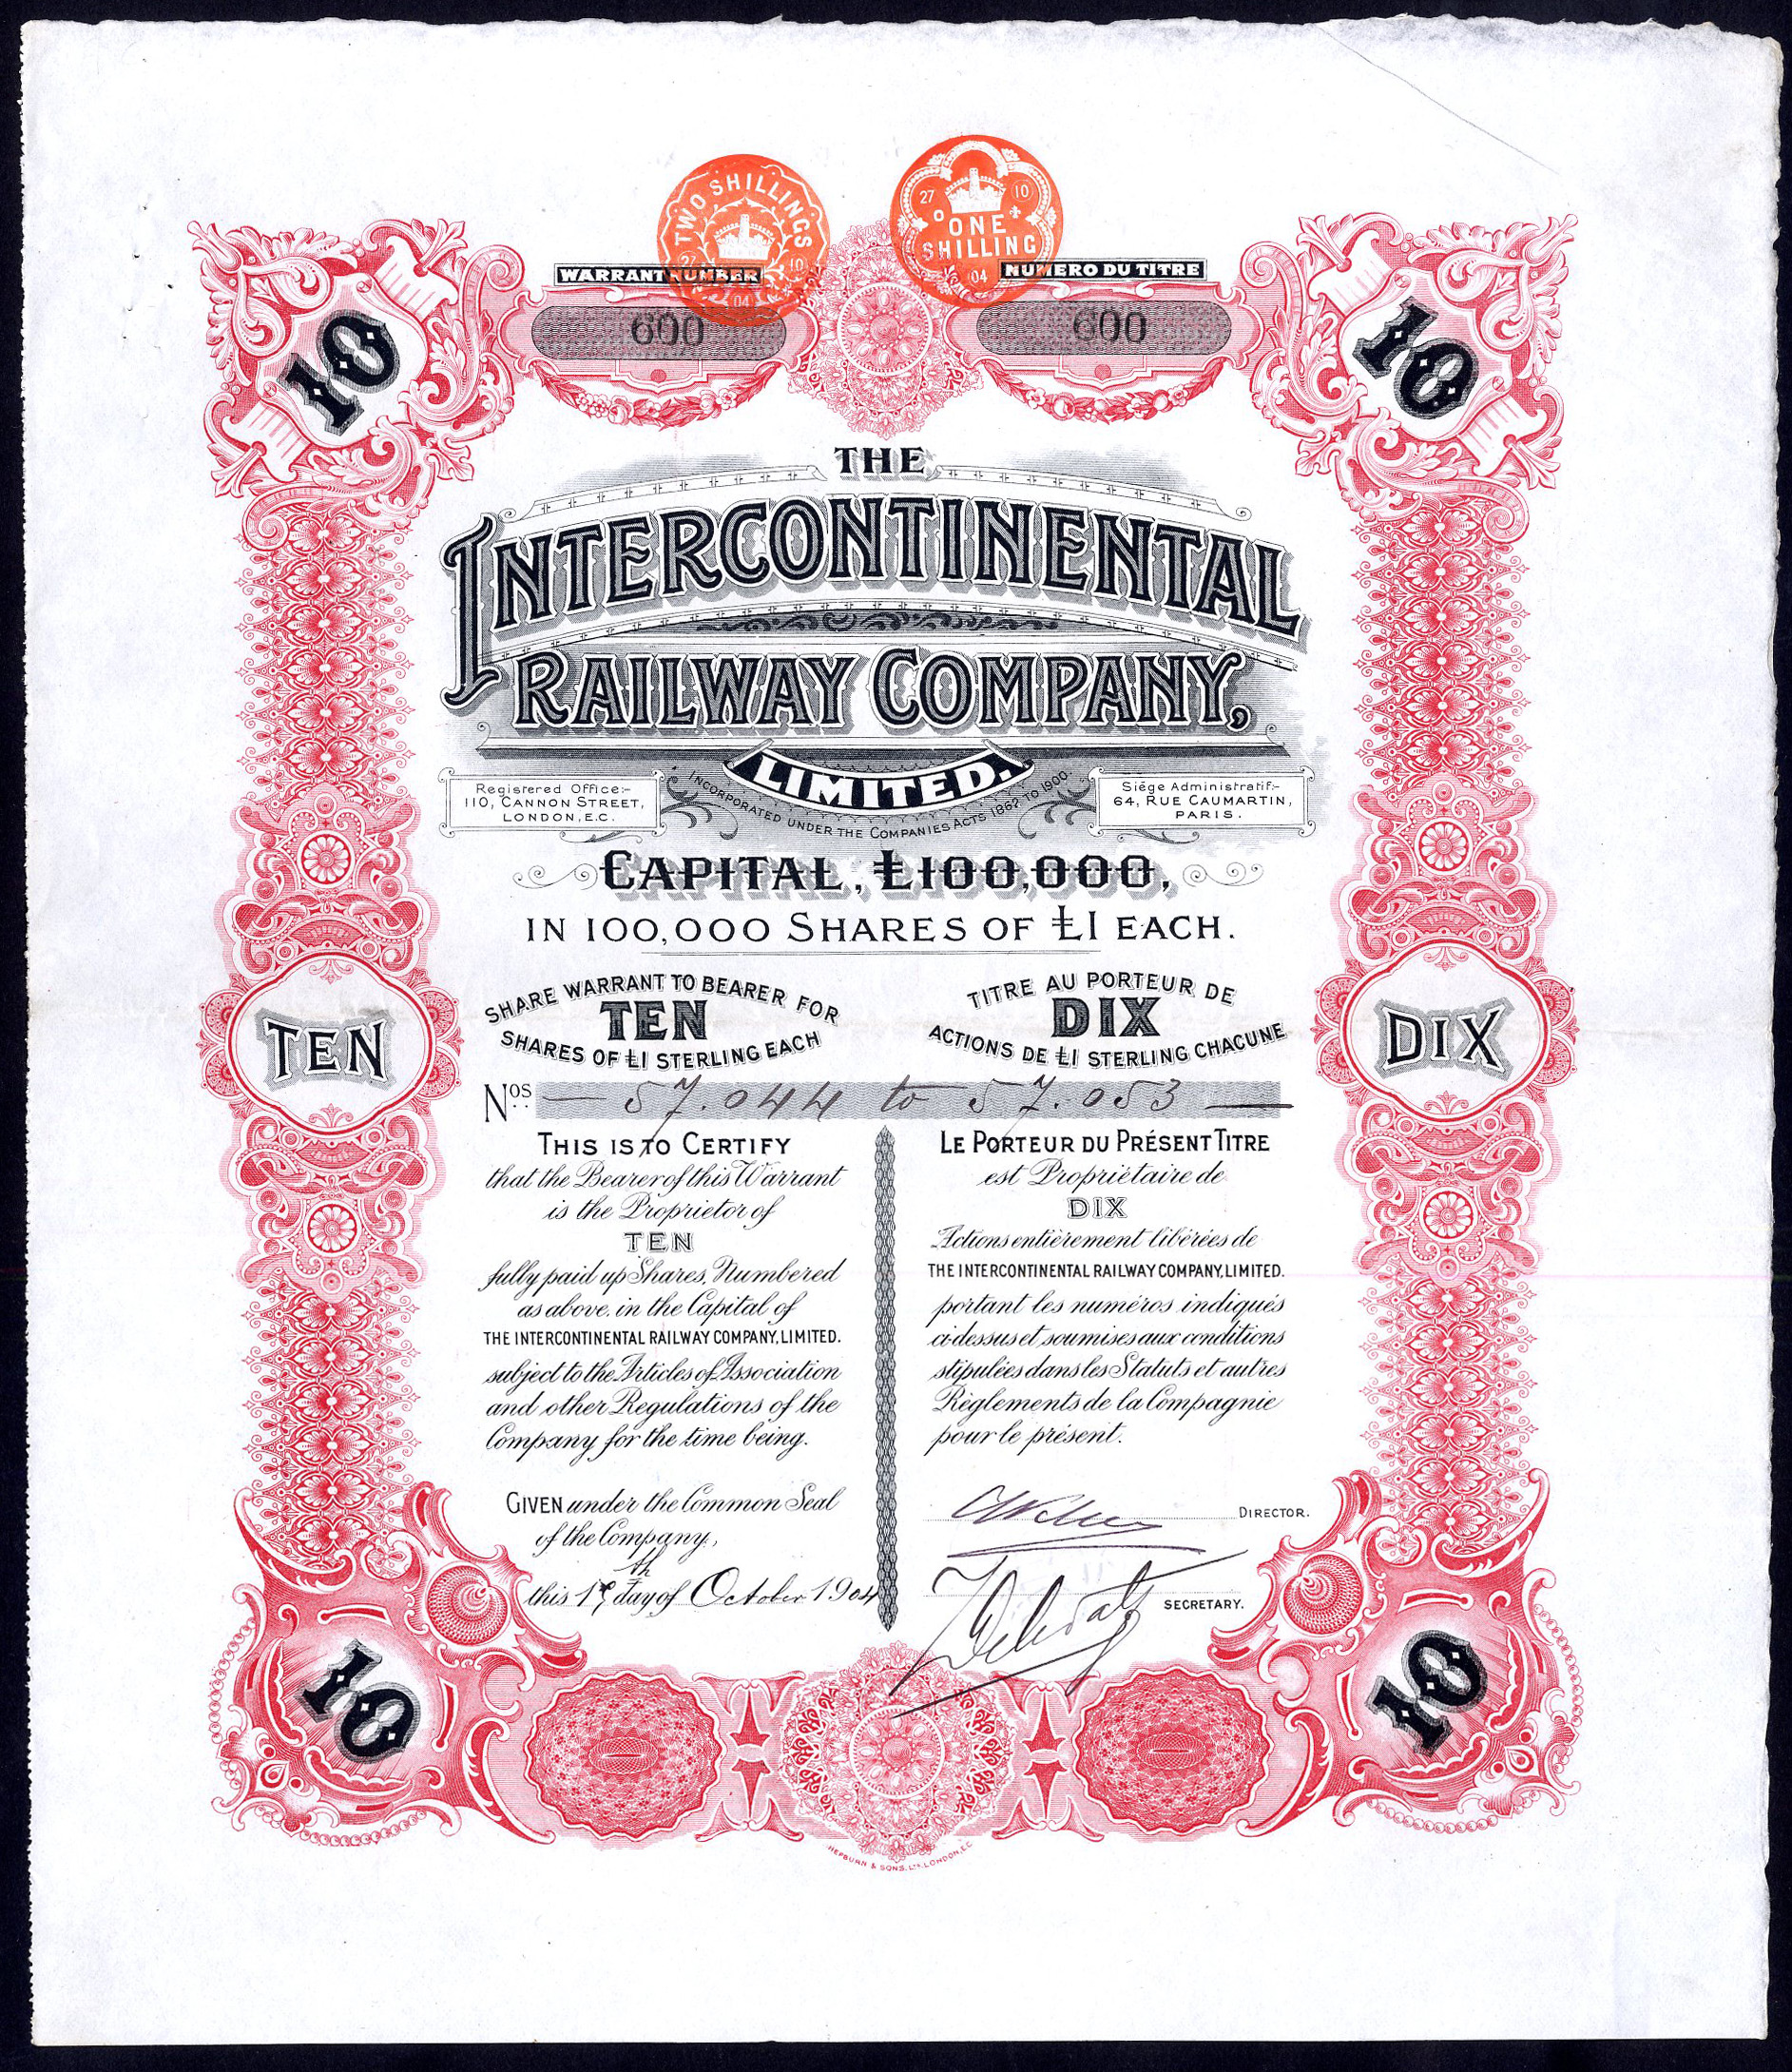 TWO SHILLINGS
27 10
04
27 10
ONE
SHILLING
04
WARRANT NUMBER
NUMERO DU TITRE
600
600
10
10
THE
INTERCONTINENTAL
RAILWAY COMPANY,
LIMITED.
INCORPORATED UNDER THE COMPANIES ACTS 1862 TO 1900
Registered Office:-
110, CANNON STREET,
LONDON, E.C.
Siége Administratif:-
64, RUE CAUMARTIN,
PARIS.
CAPITAL, £100,000,
IN 100,000 SHARES OF £1 EACH.
SHARE WARRANT TO BEARER FOR
TEN
SHARES OF £1 STERLING EACH
TITRE AU PORTEUR DE
DIX
ACTIONS DE £1 STERLING CHACUNE
TEN
DIX
Nos. — 57.044 to 57.053 —
THIS IS TO CERTIFY
that the Bearer of this Warrant
is the Proprietor of
TEN
fully paid up Shares, Numbered
as above, in the Capital of
THE INTERCONTINENTAL RAILWAY COMPANY, LIMITED.
subject to the Articles of Association
and other Regulations of the
Company for the time being.
GIVEN under the Common Seal
of the Company,
this day of October 1904
LE PORTEUR DU PRÉSENT TITRE
est Propriétaire de
DIX
Actions entièrement libérées de
THE INTERCONTINENTAL RAILWAY COMPANY, LIMITED.
portant les numéros indiqués
ci-dessus et soumises aux conditions
stipulées dans les Statuts et autres
Règlements de la Compagnie
pour le présent.
DIRECTOR.
SECRETARY.
10
10
HEPBURN & SONS, LTD. LONDON, E.C.